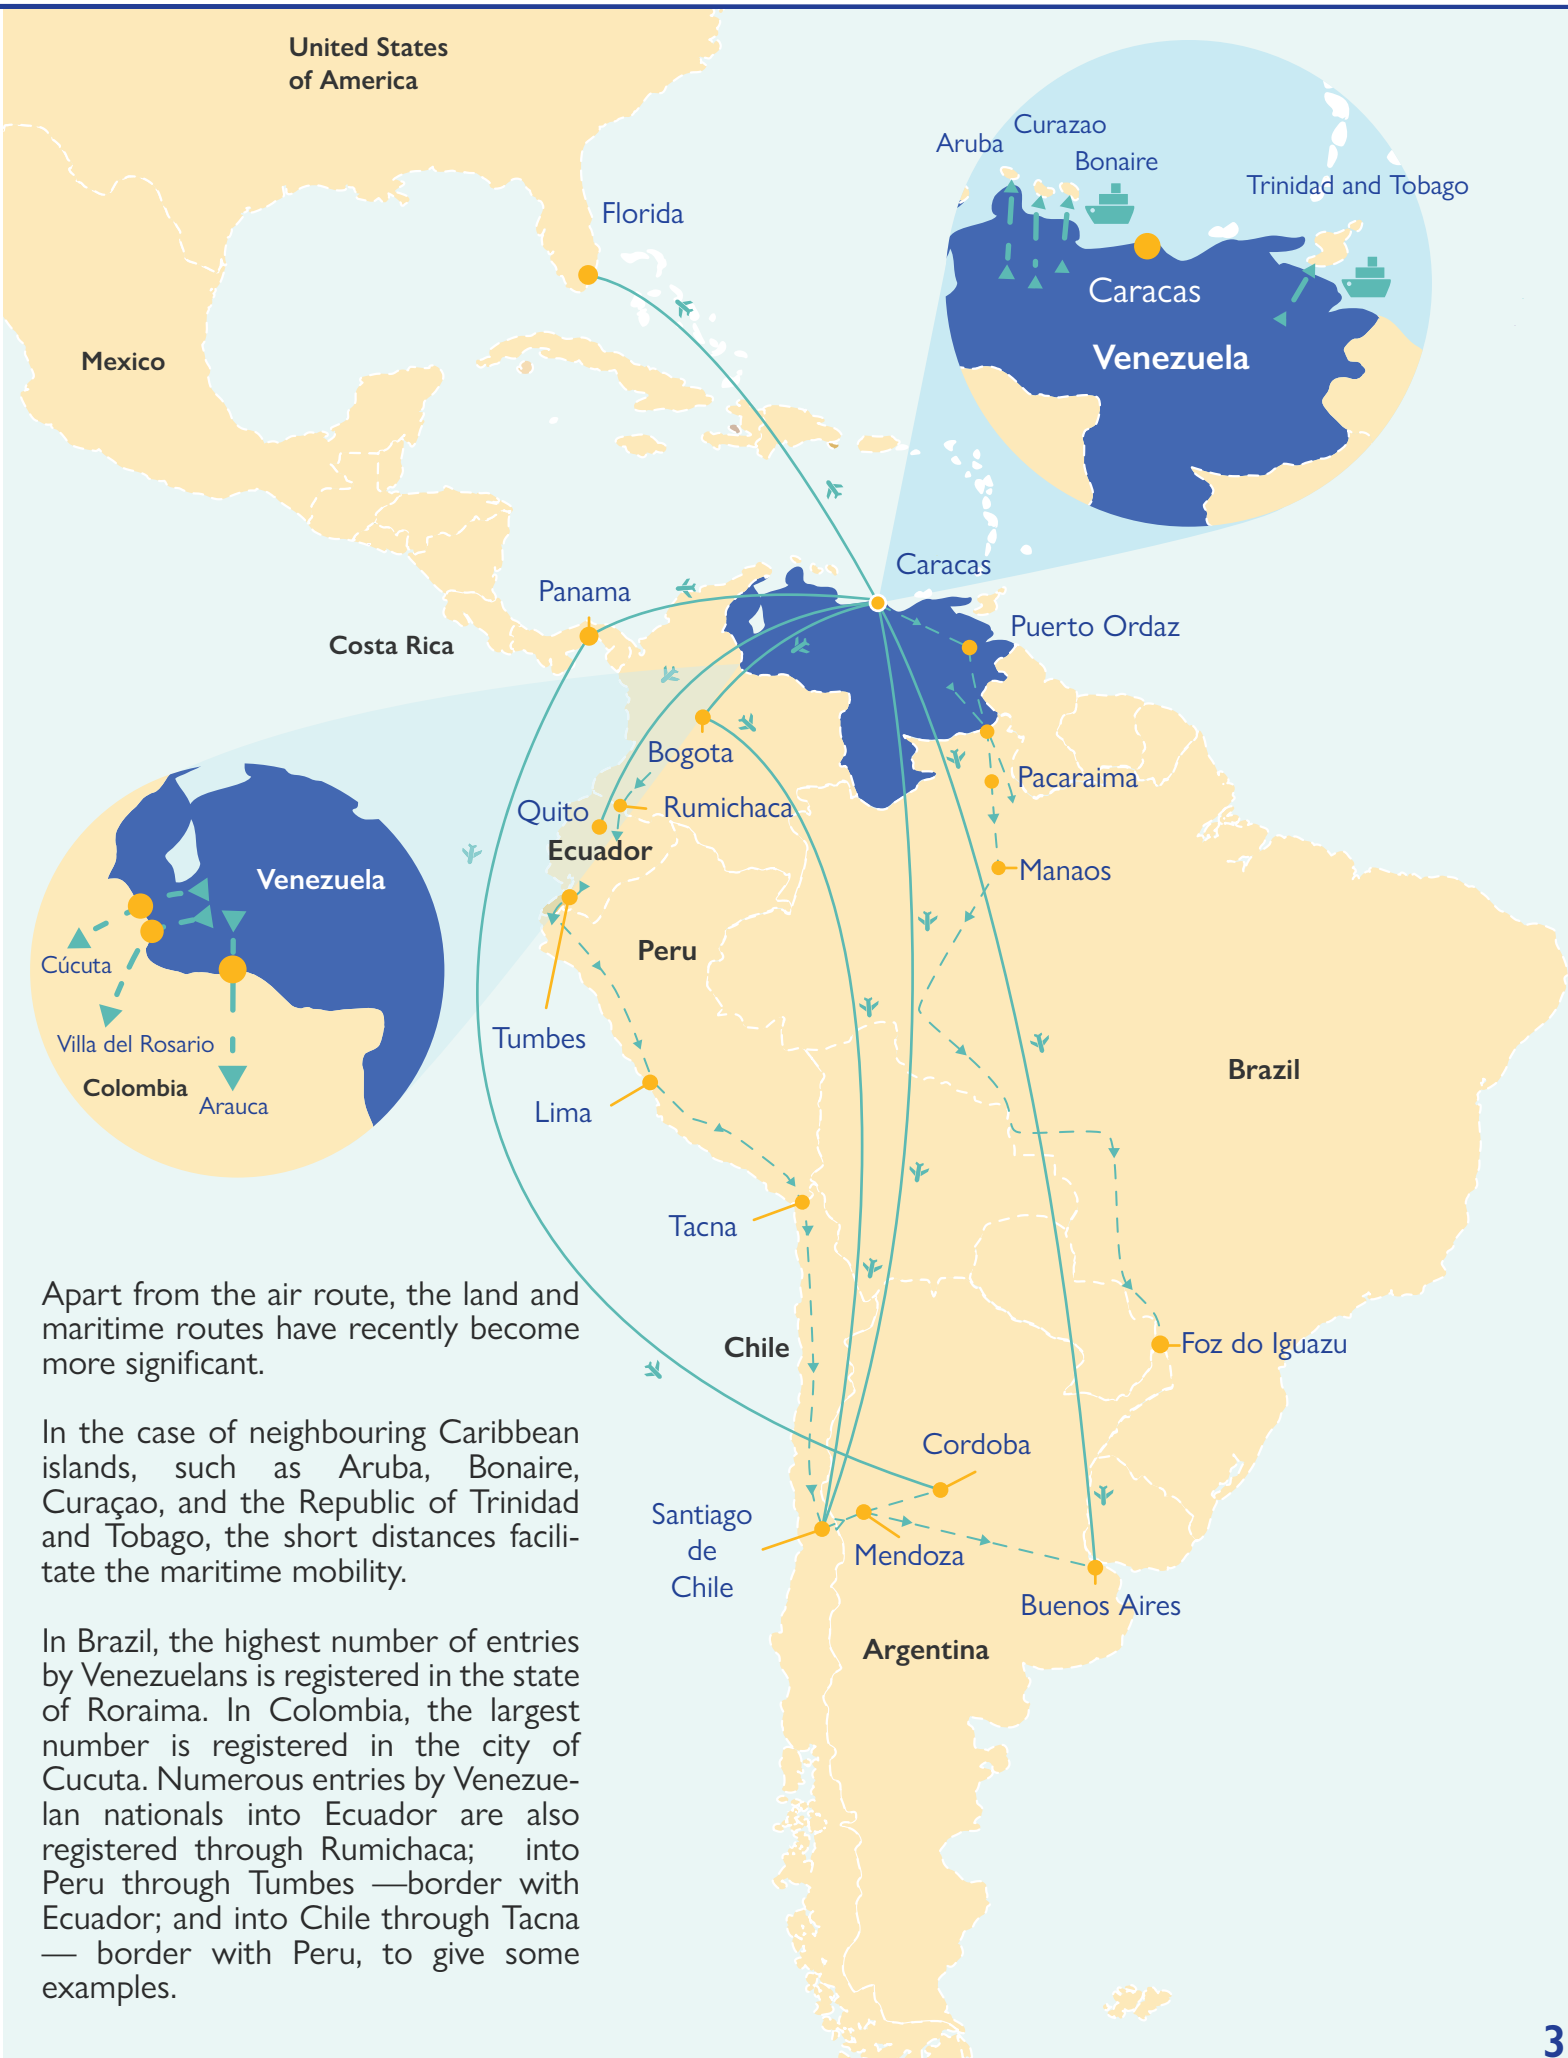 United States
of America
Florida
Mexico
Aruba
Curazao
Bonaire
Trinidad and Tobago
Caracas
Venezuela
Caracas
Panama
Costa Rica
Puerto Ordaz
Bogota
Pacaraima
Quito
Rumichaca
Ecuador
Manaos
Venezuela
Cúcuta
Villa del Rosario
Colombia
Arauca
Peru
Tumbes
Lima
Brazil
Tacna
Chile
Foz do Iguazu
Cordoba
Santiago
de
Chile
Mendoza
Buenos Aires
Argentina
Apart from the air route, the land and
maritime routes have recently become
more significant.
In the case of neighbouring Caribbean
islands, such as Aruba, Bonaire,
Curaçao, and the Republic of Trinidad
and Tobago, the short distances facili-
tate the maritime mobility.
In Brazil, the highest number of entries
by Venezuelans is registered in the state
of Roraima. In Colombia, the largest
number is registered in the city of
Cucuta. Numerous entries by Venezue-
lan nationals into Ecuador are also
registered through Rumichaca; into
Peru through Tumbes —border with
Ecuador; and into Chile through Tacna
— border with Peru, to give some
examples.
3